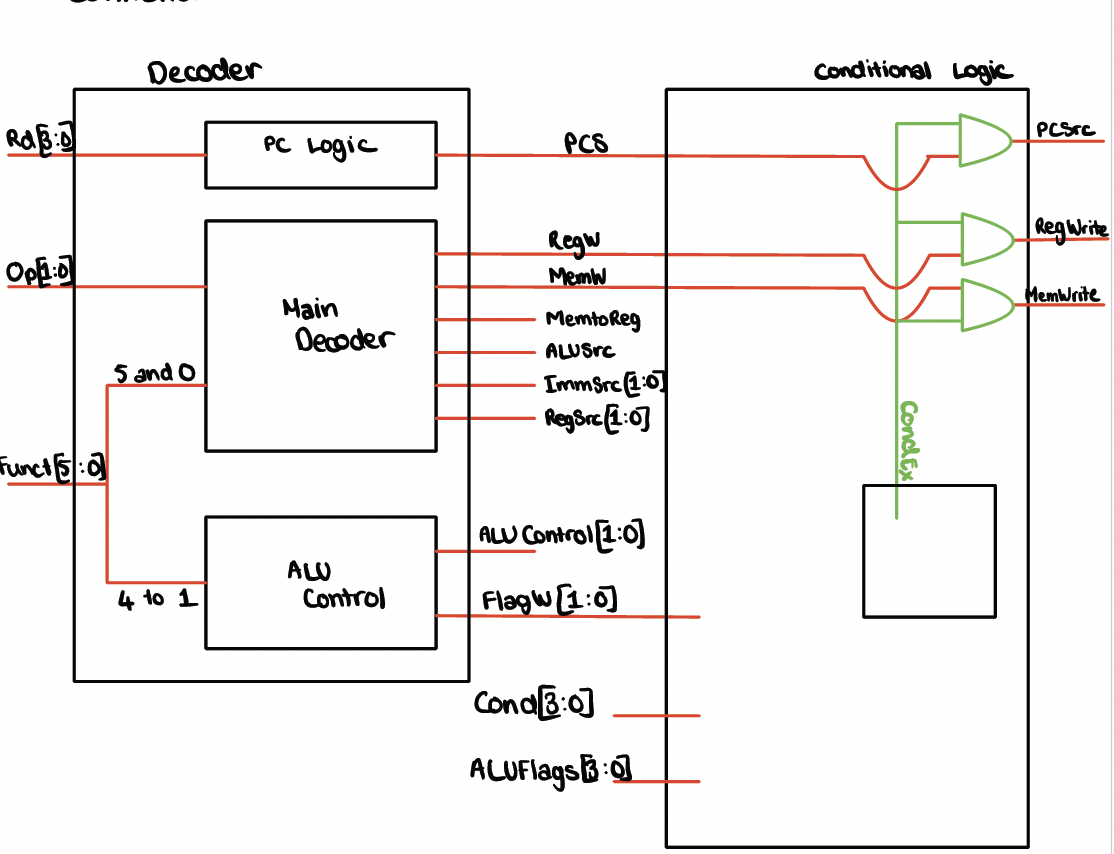 Decoder
Conditional Logic
Rd[3:0]
PC Logic
PCS
PCSrc
RegW
RegWrite
Op[1:0]
MemW
MemWrite
Main
Decoder
MemtoReg
ALUSrc
5 and 0
ImmSrc[1:0]
RegSrc[1:0]
CondEx
Funct[5:0]
ALU Control[1:0]
ALU
Control
4 to 1
FlagW[1:0]
Cond[3:0]
ALUFlags[3:0]